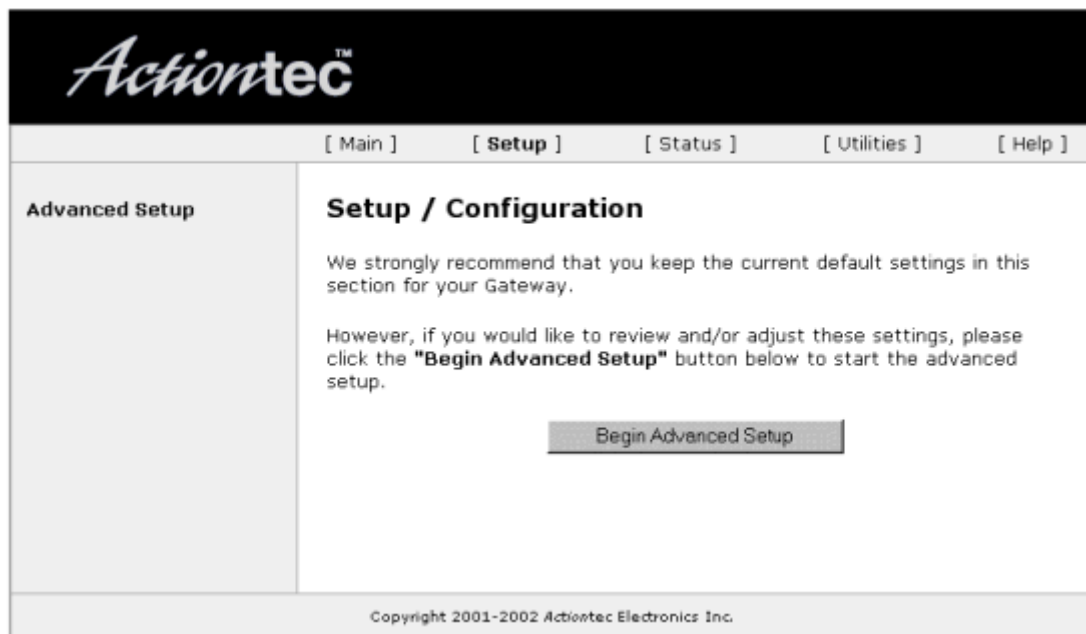 Actiontec™
[ Main ] [ Setup ] [ Status ] [ Utilities ] [ Help ]
Advanced Setup
Setup / Configuration
We strongly recommend that you keep the current default settings in this
section for your Gateway.
However, if you would like to review and/or adjust these settings, please
click the "Begin Advanced Setup" button below to start the advanced
setup.
Begin Advanced Setup
Copyright 2001-2002 Actiontec Electronics Inc.